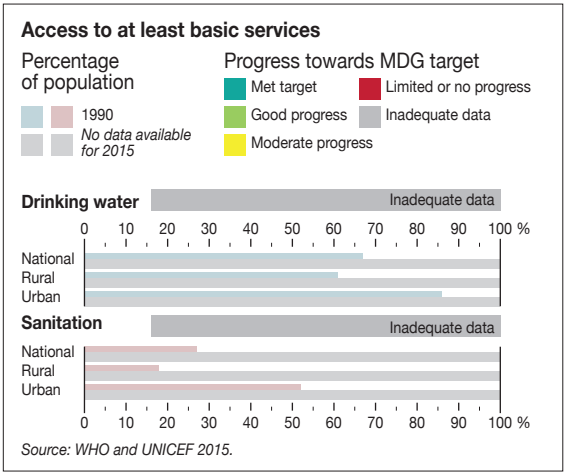 Access to at least basic services
Percentage
of population
1990
No data available
for 2015
Progress towards MDG target
Met target
Limited or no progress
Good progress
Inadequate data
Moderate progress
Drinking water
Inadequate data
0 10 20 30 40 50 60 70 80 90 100 %
National
Rural
Urban
Sanitation
Inadequate data
National
Rural
Urban
0 10 20 30 40 50 60 70 80 90 100 %
Source: WHO and UNICEF 2015.